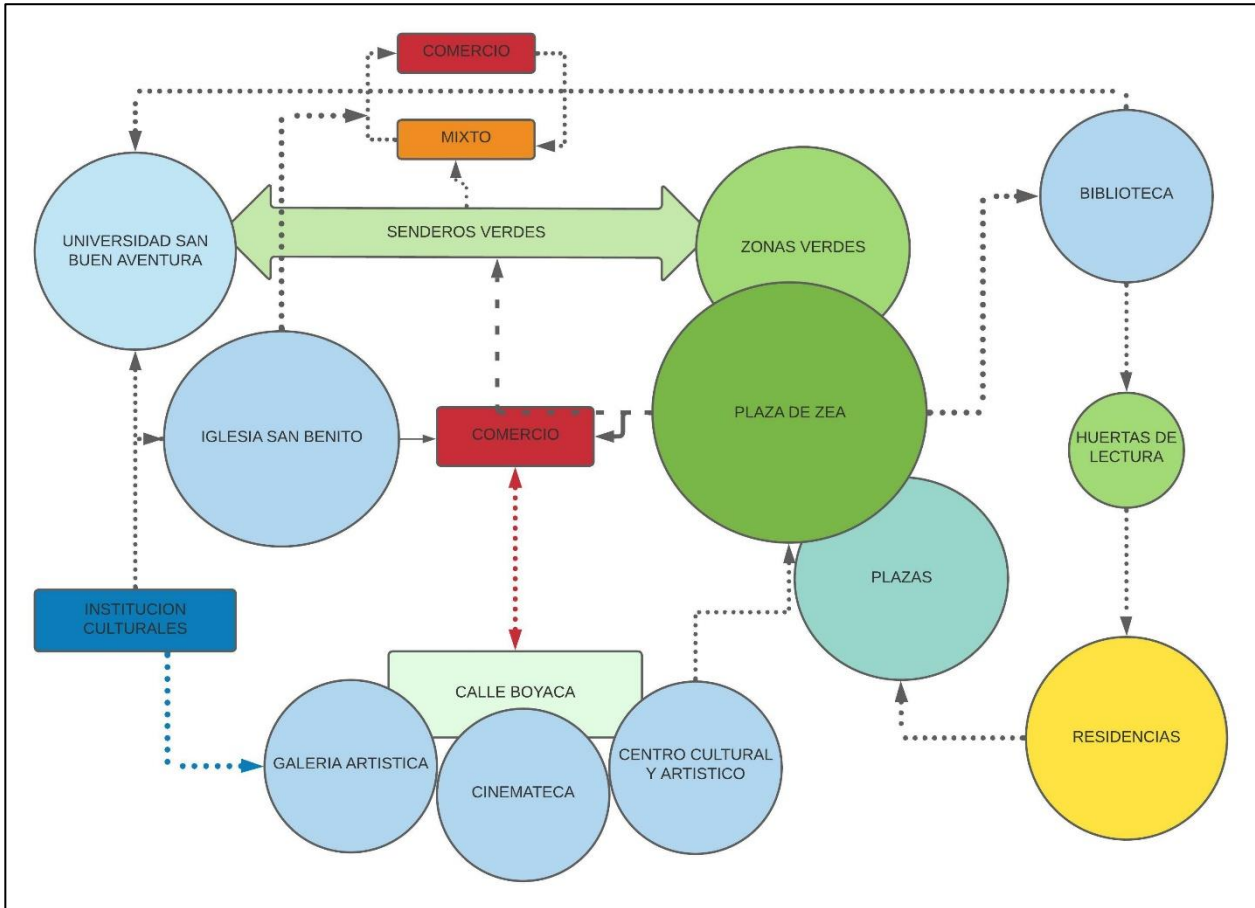 COMERCIO
MIXTO
BIBLIOTECA
UNIVERSIDAD SAN
BUEN AVENTURA
SENDEROS VERDES
ZONAS VERDES
IGLESIA SAN BENITO
COMERCIO
PLAZA DE ZEA
HUERTAS DE
LECTURA
PLAZAS
INSTITUCION
CULTURALES
CALLE BOYACA
GALERIA ARTISTICA
CINEMATECA
CENTRO CULTURAL
Y ARTISTICO
RESIDENCIAS